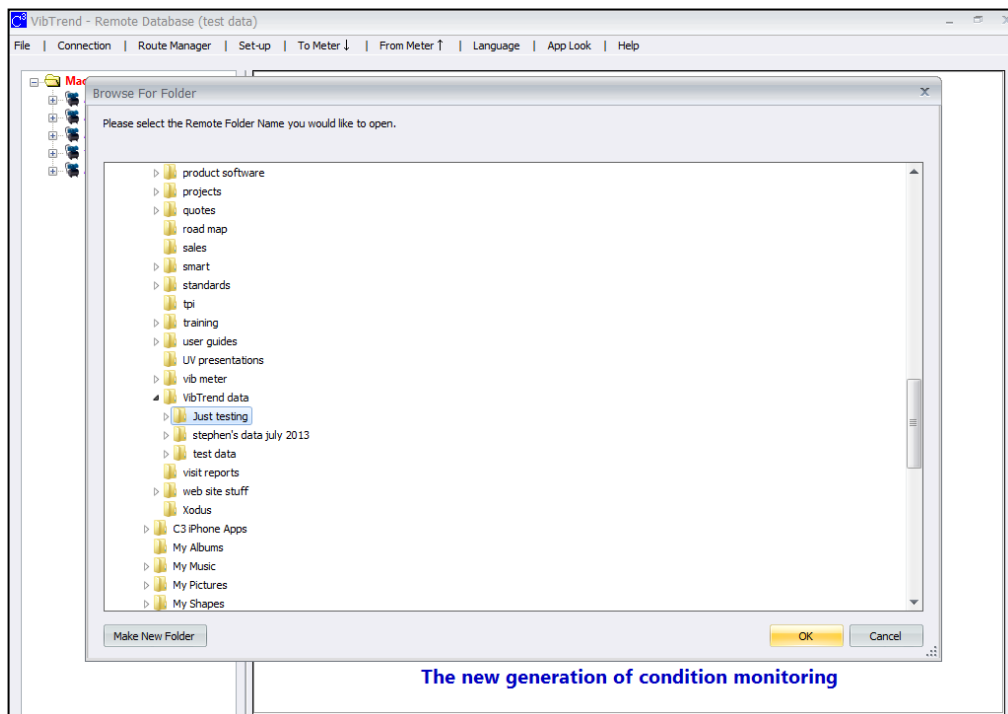 C³ VibTrend - Remote Database (test data)
File | Connection | Route Manager | Set-up | To Meter ↓ | From Meter ↑ | Language | App Look | Help
Browse For Folder
Please select the Remote Folder Name you would like to open.
product software
projects
quotes
road map
sales
smart
standards
tpi
training
user guides
UV presentations
vib meter
VibTrend data
Just testing
stephen's data july 2013
test data
visit reports
web site stuff
Xodus
C3 iPhone Apps
My Albums
My Music
My Pictures
My Shapes
Make New Folder
OK Cancel
The new generation of condition monitoring